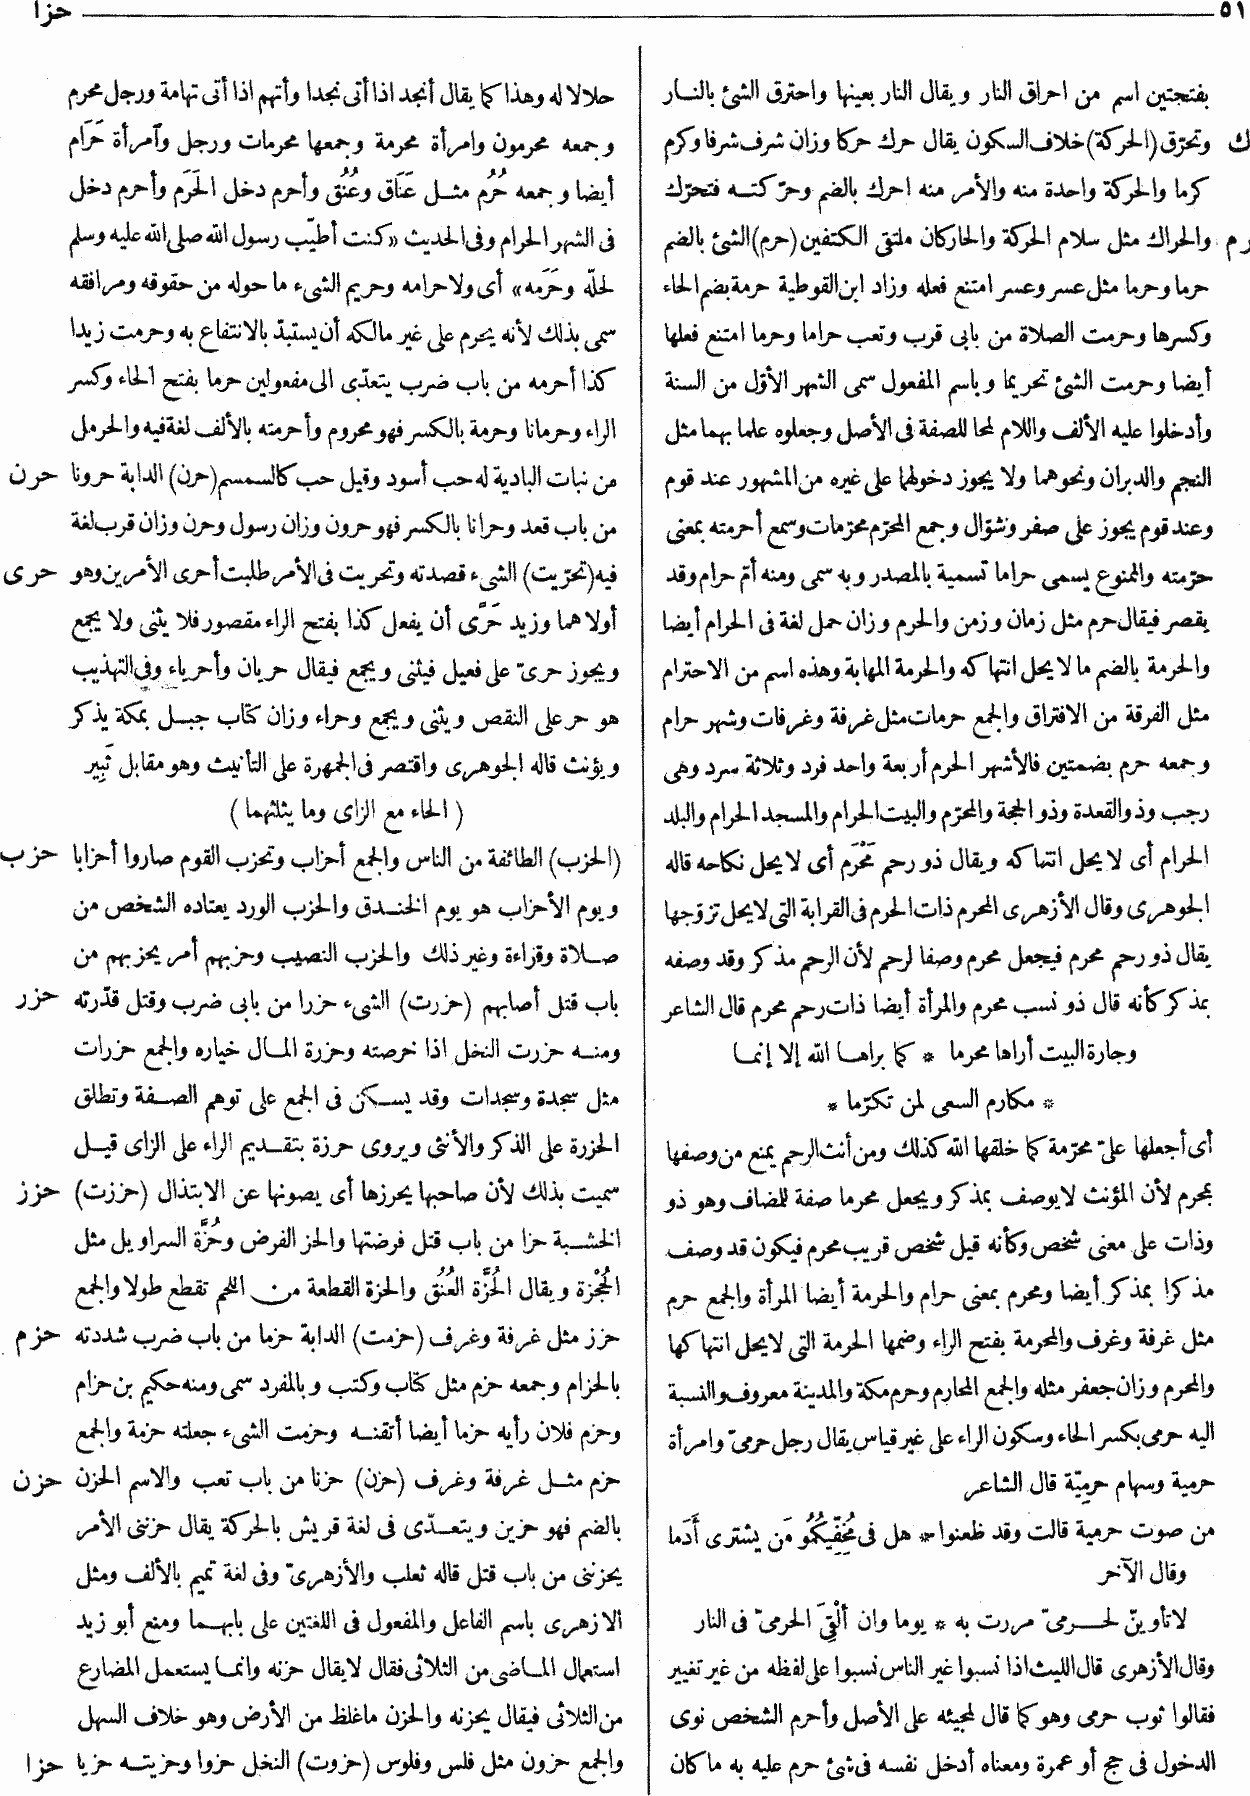 ٥١ حزا
بفتحتين اسم من احراق النار ويقال النار بعينها واحترق الشئ بالنار
وتحرّق (الحركة) خلاف السكون يقال حرك حركا وزان شرف شرفا وكرم ك
كرما والحركة واحدة منه والأمر منه احرك بالضم وحرّكته فتحرّك
والحراك مثل سلام الحركة والحاركان ملتقى الكتفين (حرم) الشئ بالضم رم
حرما وحرما مثل عسر وعسر امتنع فعله وزاد ابن القوطية حرمة بضم الحاء
وكسرها وحرمت الصلاة من بابى قرب وتعب حراما وحرما امتنع فعلها
أيضا وحرمت الشئ تحريما وباسم المفعول سمى الشهر الأوّل من السنة
وأدخلوا عليه الألف واللام لمحا للصفة فى الأصل وجعلوه علما بهما مثل
النجم والدبران ونحوهما ولا يجوز دخولهما على غيره من المشهور عند قوم
وعند قوم يجوز على صفر وشوّال وجمع المحرّم محرّمات وسمع أحرمته بمعنى
حرّمته والممنوع يسمى حراما تسمية بالمصدر وبه سمى ومنه أمّ حرام وقد
يقصر فيقال حرم مثل زمان وزمن والحرم وزان حمل لغة فى الحرام أيضا
والحرمة بالضم ما لا يحل انتهاكه والحرمة المهابة وهذه اسم من الاحترام
مثل الفرقة من الافتراق والجمع حرمات مثل غرفة وغرفات وشهر حرام
وجمعه حرم بضمتين فالأشهر الحرم أربعة واحد فرد وثلاثة سرد وهى
رجب وذو القعدة وذو الحجة والمحرّم والبيت الحرام والمسجد الحرام والبلد
الحرام أى لا يحل انتهاكه ويقال ذو رحم مَحْرَم أى لا يحل نكاحه قاله
الجوهرى وقال الأزهرى المحرم ذات الحرم فى القرابة التى لا يحل تزوّجها
يقال ذو رحم محرم فيجعل محرم وصفا لرحم لأن الرحم مذكر وقد وصفه
بمذكر كأنه قال ذو نسب محرم والمرأة أيضا ذات رحم محرم قال الشاعر
وجارة البيت أراها محرما * كما براها الله إلا إنما
* مكارم السعى لمن تكرّما *
أى أجعلها علىّ محرّمة كما خلقها الله كذلك ومن أنث الرحم يمنع من وصفها
بمحرم لأن المؤنث لا يوصف بمذكر ويجعل محرما صفة للمضاف وهو ذو
وذات على معنى شخص وكأنه قيل شخص قريب محرم فيكون قد وصف
مذكرا بمذكر أيضا ومحرم بمعنى حرام والحرمة أيضا المرأة والجمع حرم
مثل غرفة وغرف والمحرمة بفتح الراء وضمها الحرمة التى لا يحل انتهاكها
والمحرم وزان جعفر مثله والجمع المحارم وحرم مكة والمدينة معروف والنسبة
اليه حرمى بكسر الحاء وسكون الراء على غير قياس يقال رجل حرمىّ وامرأة
حرمية وسهام حرمِيّة قال الشاعر
من صوت حرمية قالت وقد ظعنوا * هل فى مُخِفِّيكُمُو مَن يشترى أَدَما
وقال الآخر
لا تأوينّ لحرمىّ مررت به * يوما وان أُلْقِىَ الحرمىّ فى النار
وقال الأزهرى قال الليث اذا نسبوا غير الناس نسبوا على لفظه من غير تغيير
فقالوا ثوب حرمى وهو كما قال لمجيئه على الأصل وأحرم الشخص نوى
الدخول فى حج أو عمرة ومعناه أدخل نفسه فى شئ حرم عليه به ما كان
حلالا له وهذا كما يقال أنجد اذا أتى نجدا وأتهم اذا أتى تهامة ورجل محرم
وجمعه محرمون وامرأة محرمة وجمعها محرمات ورجل وآمرأة حَرَام
أيضا وجمعه حُرُم مثل عَنَاق وعُنُق وأحرم دخل الحَرَم وأحرم دخل
فى الشهر الحرام وفى الحديث «كنت أطيّب رسول الله صلى الله عليه وسلم
لحلّه وحَرَمه» أى ولاحرامه وحريم الشىء ما حوله من حقوقه ومرافقه
سمى بذلك لأنه يحرم على غير مالكه أن يستبدّ بالانتفاع به وحرمت زيدا
كذا أحرمه من باب ضرب يتعدّى الى مفعولين حرما بفتح الحاء وكسر
الراء وحرمانا وحرمة بالكسر فهو محروم وأحرمته بالألف لغة فيه والحرمل
من نبات البادية له حب أسود وقيل حب كالسمسم (حرن) الدابة حرونا حرن
من باب قعد وحرانا بالكسر فهو حرون وزان رسول وحرن وزان قرب لغة
فيه (تحرّيت) الشىء قصدته وتحريت فى الأمر طلبت أحرى الأمرين وهو حرى
أولاهما وزيد حَرًى أن يفعل كذا بفتح الراء مقصور فلا يثنى ولا يجمع
ويجوز حرىّ على فعيل فيثنى ويجمع فيقال حريان وأحرياء وفى التهذيب
هو حر على النقص ويثنى ويجمع وحراء وزان كتاب جبل بمكة يذكر
ويؤنث قاله الجوهرى واقتصر فى الجمهرة على التأنيث وهو مقابل ثَبِير
( الحاء مع الزاى وما يثلثهما )
(الحزب) الطائفة من الناس والجمع أحزاب وتحزب القوم صاروا أحزابا حزب
ويوم الأحزاب هو يوم الخندق والحزب الورد يعتاده الشخص من
صلاة وقراءة وغير ذلك والحزب النصيب وحزبهم أمر يحزبهم من
باب قتل أصابهم (حزرت) الشىء حزرا من بابى ضرب وقتل قدّرته حزر
ومنه حزرت النخل اذا خرصته وحزرة المال خياره والجمع حزرات
مثل سجدة وسجدات وقد يسكن فى الجمع على توهم الصفة وتطلق
الحزرة على الذكر والأنثى ويروى حرزة بتقديم الراء على الزاى قيل
سميت بذلك لأن صاحبها يحرزها أى يصونها عن الابتذال (حززت) حزز
الخشبة حزا من باب قتل فرضتها والحز الفرض وحُزَّة السراويل مثل
الحُجْزة ويقال الحُزَّة العُنُق والحزة القطعة من اللحم تقطع طولا والجمع
حزز مثل غرفة وغرف (حزمت) الدابة حزما من باب ضرب شددته حزم
بالحزام وجمعه حزم مثل كتاب وكتب وبالمفرد سمى ومنه حكيم بن حزام
وحزم فلان رأيه حزما أيضا أتقنه وحزمت الشىء جعلته حزمة والجمع
حزم مثل غرفة وغرف (حزن) حزنا من باب تعب والاسم الحزن حزن
بالضم فهو حزين ويتعدّى فى لغة قريش بالحركة يقال حزننى الأمر
يحزننى من باب قتل قاله ثعلب والأزهرىّ وفى لغة تميم بالألف ومثل
الازهرى باسم الفاعل والمفعول فى اللغتين على بابهما ومنع أبو زيد
استعمال الماضى من الثلاثى فقال لا يقال حزنه وانما يستعمل المضارع
من الثلاثى فيقال يحزنه والحزن ماغلظ من الأرض وهو خلاف السهل
والجمع حزون مثل فلس وفلوس (حزوت) النخل حزوا وحزيته حزيا حزا